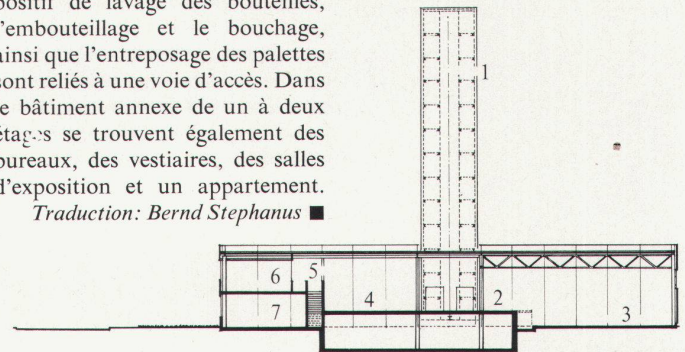 positif de lavage des bouteilles,
l'embouteillage et le bouchage,
ainsi que l'entreposage des palettes
sont reliés à une voie d'accès. Dans
le bâtiment annexe de un à deux
étages se trouvent également des
bureaux, des vestiaires, des salles
d'exposition et un appartement.
Traduction: Bernd Stephanus ■
1
6 5
4 2
7 3